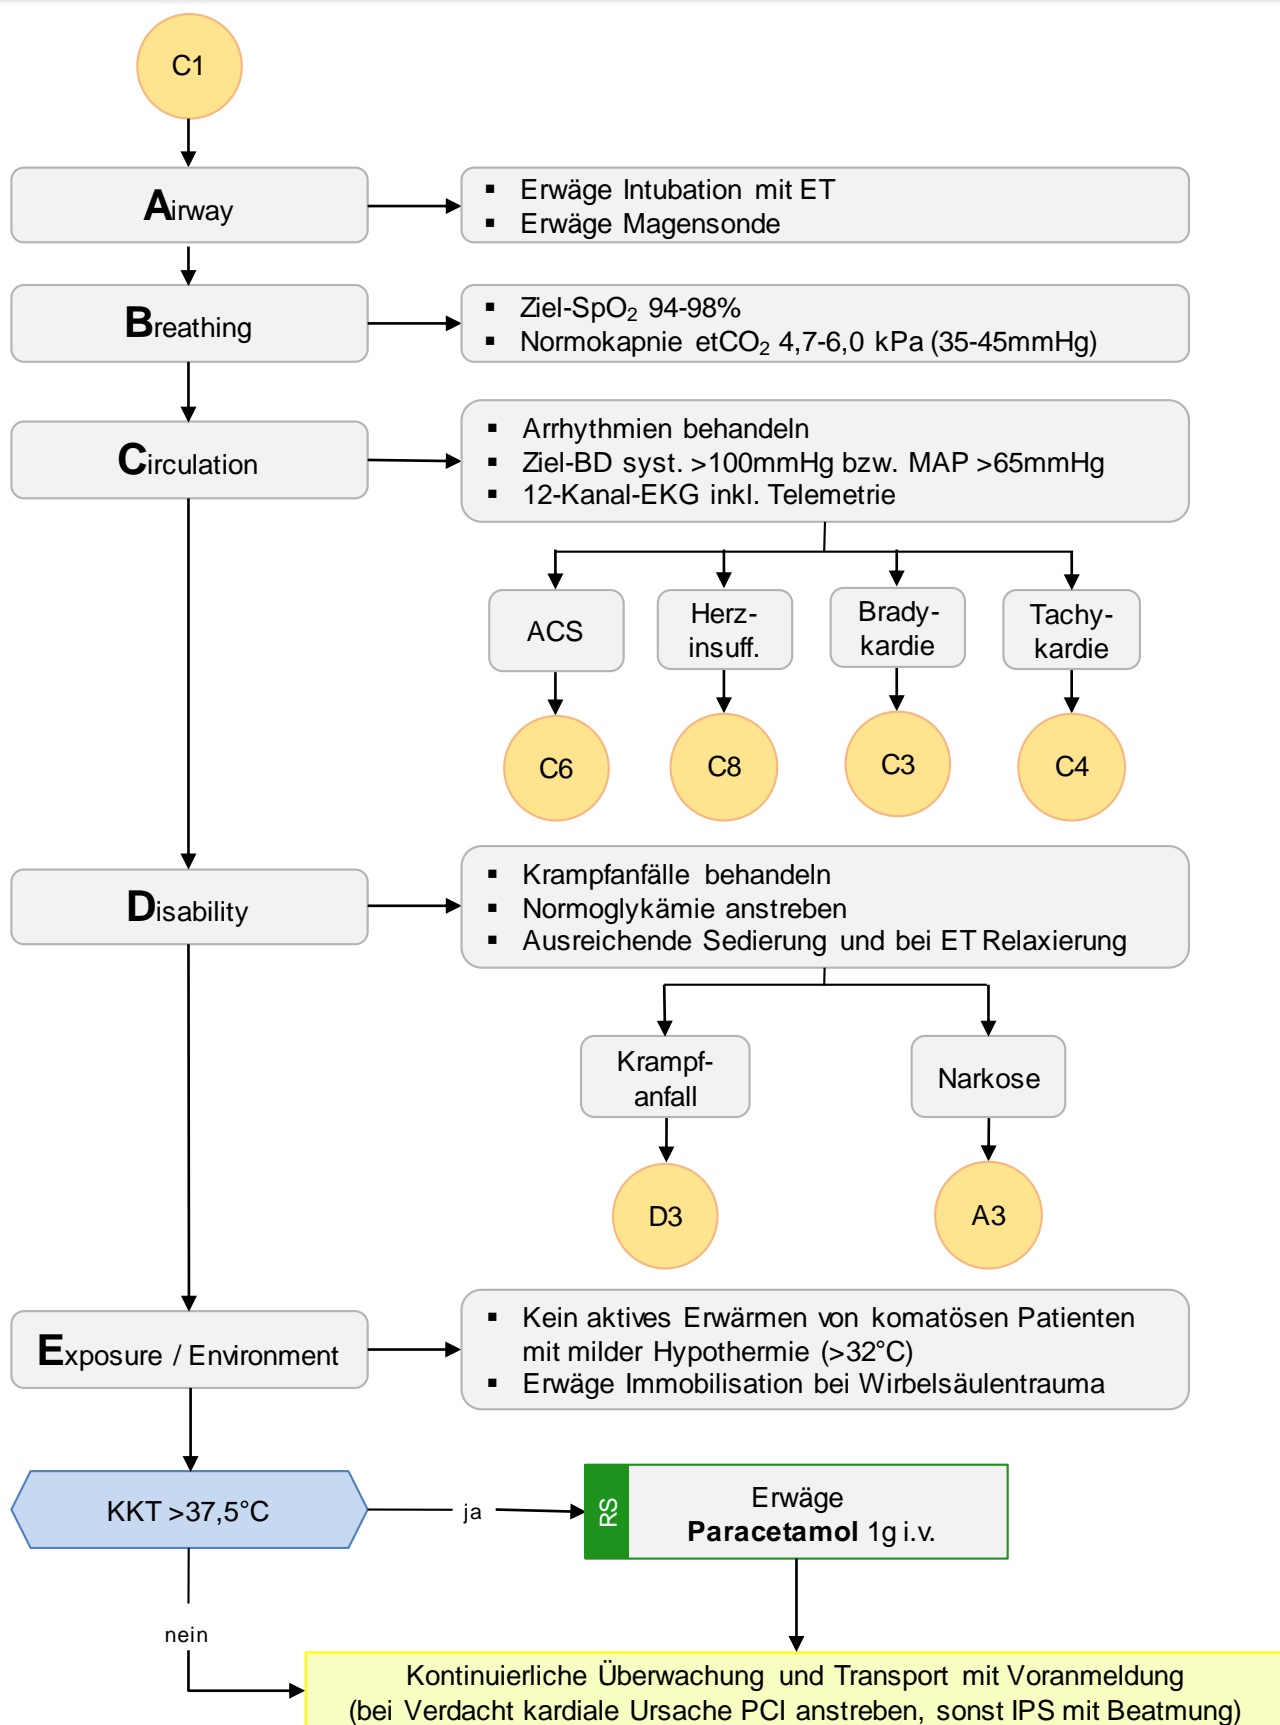 C1
Airway
▪ Erwäge Intubation mit ET
▪ Erwäge Magensonde
Breathing
▪ Ziel-SpO₂ 94-98%
▪ Normokapnie etCO₂ 4,7-6,0 kPa (35-45mmHg)
Circulation
▪ Arrhythmien behandeln
▪ Ziel-BD syst. >100mmHg bzw. MAP >65mmHg
▪ 12-Kanal-EKG inkl. Telemetrie
ACS
Herz-
insuff.
Brady-
kardie
Tachy-
kardie
C6
C8
C3
C4
Disability
▪ Krampfanfälle behandeln
▪ Normoglykämie anstreben
▪ Ausreichende Sedierung und bei ET Relaxierung
Krampf-
anfall
Narkose
D3
A3
Exposure / Environment
▪ Kein aktives Erwärmen von komatösen Patienten
mit milder Hypothermie (>32°C)
▪ Erwäge Immobilisation bei Wirbelsäulentrauma
KKT >37,5°C
ja
RS
Erwäge
Paracetamol 1g i.v.
nein
Kontinuierliche Überwachung und Transport mit Voranmeldung
(bei Verdacht kardiale Ursache PCI anstreben, sonst IPS mit Beatmung)